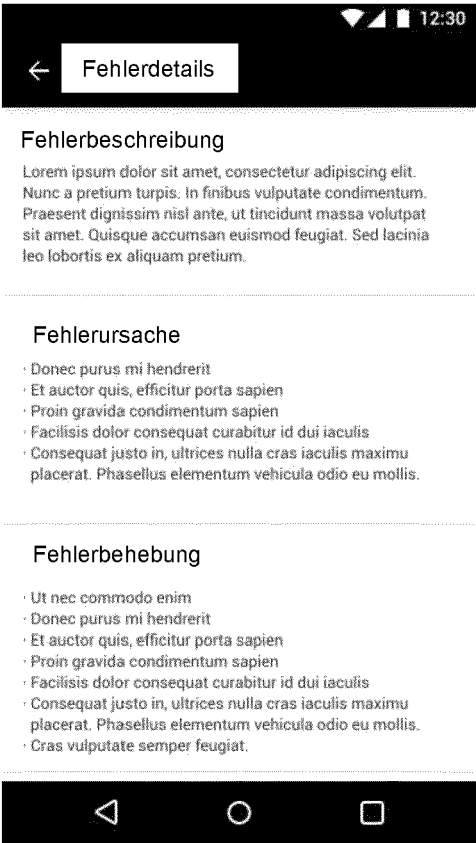 12:30
Fehlerdetails
Fehlerbeschreibung
Lorem ipsum dolor sit amet, consectetur adipiscing elit.
Nunc a pretium turpis. In finibus vulputate condimentum.
Praesent dignissim nisl ante, ut tincidunt massa volutpat
sit amet. Quisque accumsan euismod feugiat. Sed lacinia
leo lobortis ex aliquam pretium.
Fehlerursache
· Donec purus mi hendrerit
· Et auctor quis, efficitur porta sapien
· Proin gravida condimentum sapien
· Facilisis dolor consequat curabitur id dui iaculis
· Consequat justo in, ultrices nulla cras iaculis maximu
placerat. Phasellus elementum vehicula odio eu mollis.
Fehlerbehebung
· Ut nec commodo enim
· Donec purus mi hendrerit
· Et auctor quis, efficitur porta sapien
· Proin gravida condimentum sapien
· Facilisis dolor consequat curabitur id dui iaculis
· Consequat justo in, ultrices nulla cras iaculis maximu
placerat. Phasellus elementum vehicula odio eu mollis.
· Cras vulputate semper feugiat.